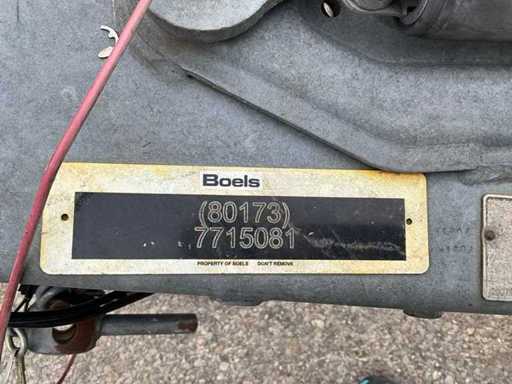 Boels
(80173)
7715081
PROPERTY OF BOELS DON'T REMOVE